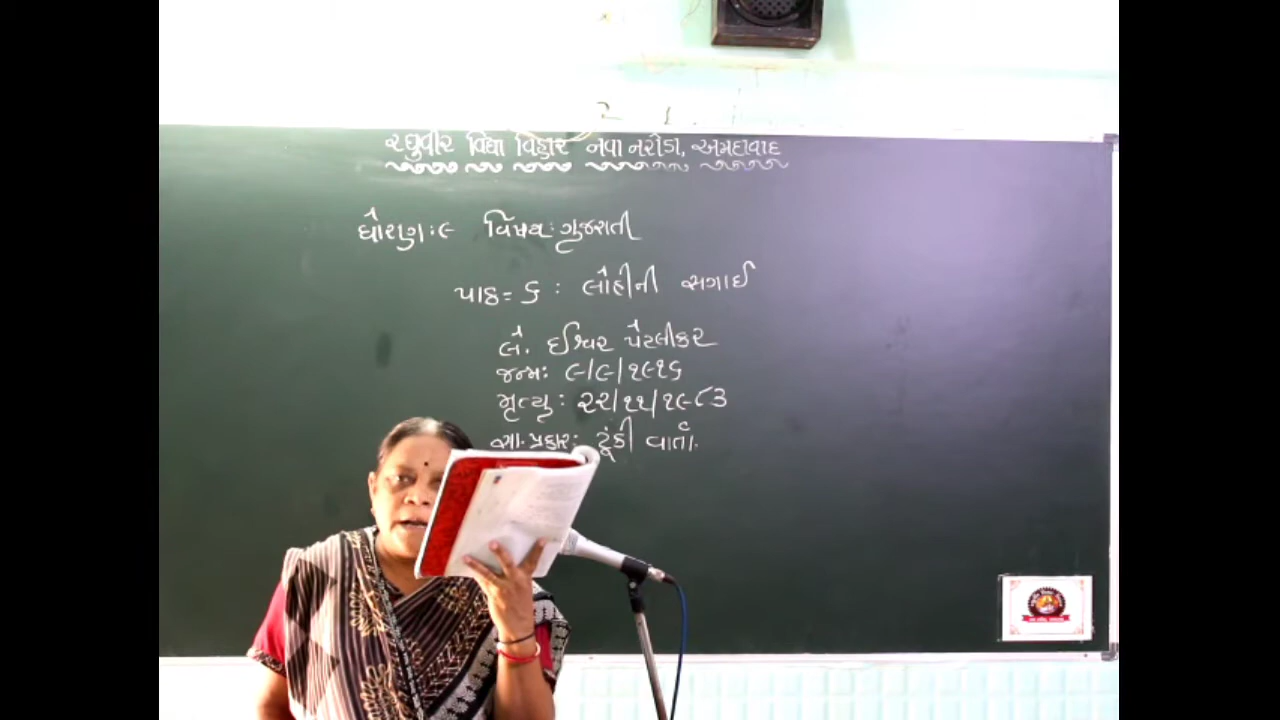 રઘુવીર વિદ્યા વિહાર નવા નરોડા, અમદાવાદ
ધોરણ:૯ વિષય: ગુજરાતી
પાઠ= ૬ : લોહીની સગાઈ
લે. ઈશ્વર પેટલીકર
જન્મ: ૯/૯/૧૯૧૬
મૃત્યુ: ૨૨/૧૧/૧૯૮૩
સા. પ્રકાર: ટૂંકી વાર્તા.